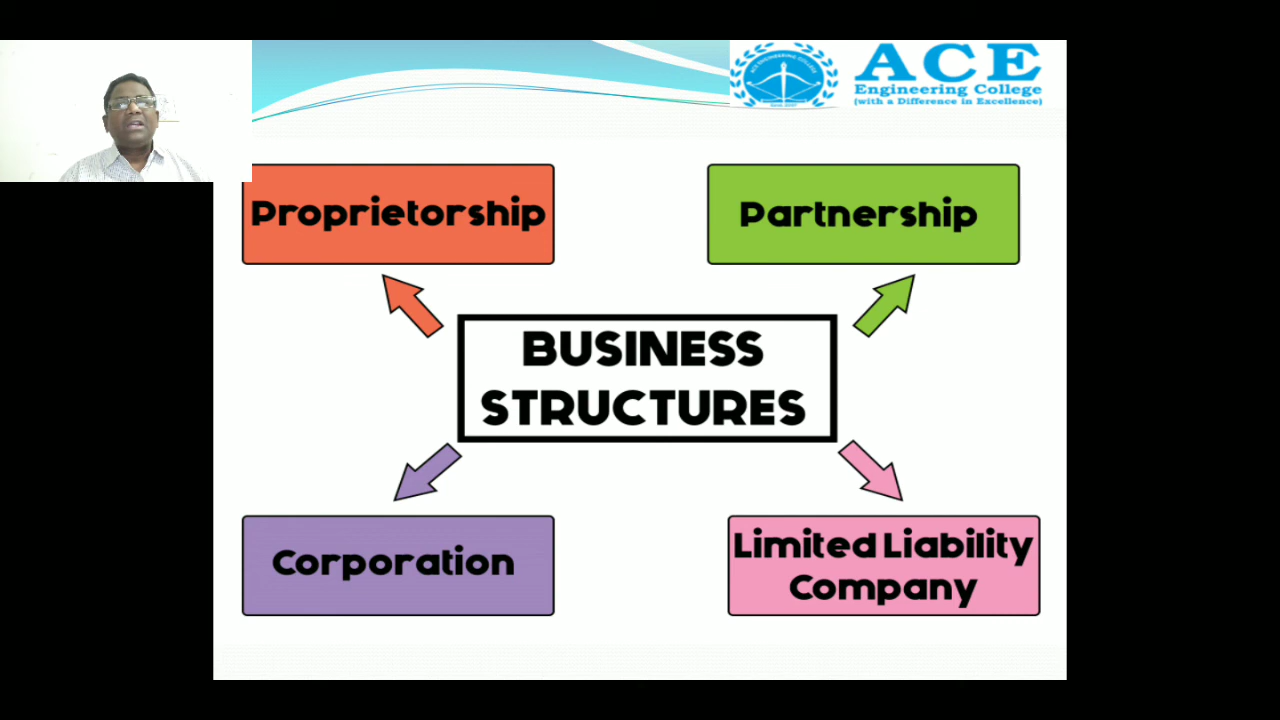 ACE
Engineering College
(with a Difference in Excellence)
Proprietorship
Partnership
BUSINESS
STRUCTURES
Corporation
Limited Liability
Company